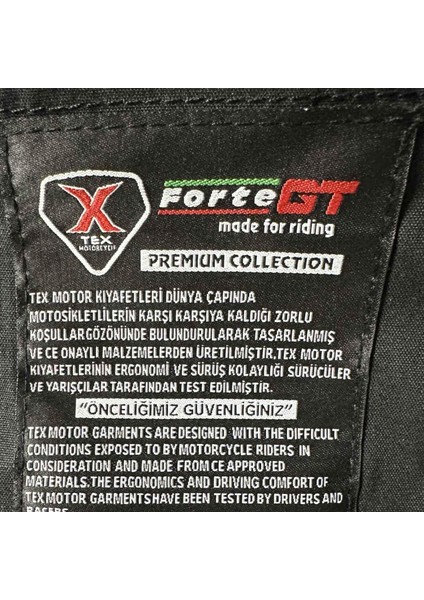 X
TEX
MOTORCYCLE
Forte GT
made for riding
PREMIUM COLLECTION
TEX MOTOR KIYAFETLERİ DÜNYA ÇAPINDA
MOTOSİKLETLİLERİN KARŞI KARŞIYA KALDIĞI ZORLU
KOŞULLAR GÖZÖNÜNDE BULUNDURULARAK TASARLANMIŞ
VE CE ONAYLI MALZEMELERDEN ÜRETİLMİŞTİR.TEX MOTOR
KIYAFETLERİNİN ERGONOMİ VE SÜRÜŞ KOLAYLIĞI SÜRÜCÜLER
VE YARIŞÇILAR TARAFINDAN TEST EDİLMİŞTİR.
"ÖNCELİĞİMİZ GÜVENLİĞİNİZ"
TEX MOTOR GARMENTS ARE DESIGNED WITH THE DIFFICULT
CONDITIONS EXPOSED TO BY MOTORCYCLE RIDERS IN
CONSIDERATION AND MADE FROM CE APPROVED
MATERIALS.THE ERGONOMICS AND DRIVING COMFORT OF
TEX MOTOR GARMENTS HAVE BEEN TESTED BY DRIVERS AND
RACERS.